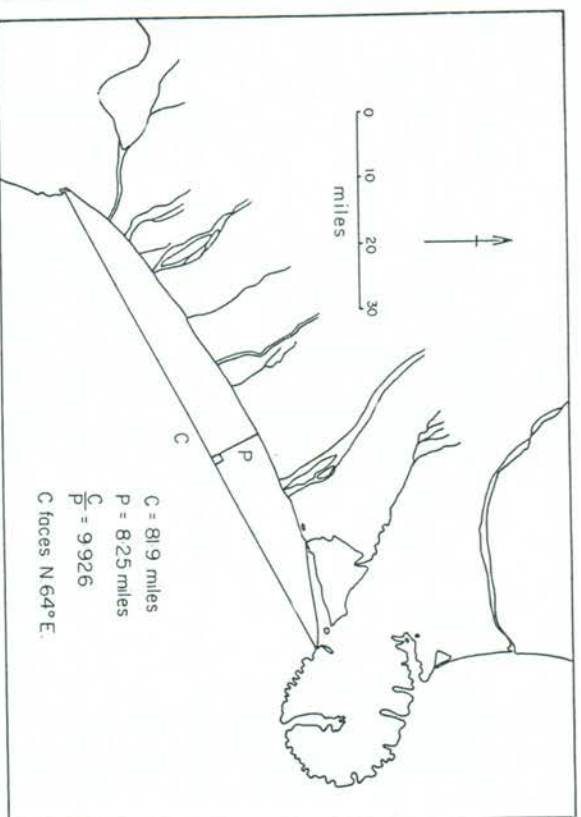 0 10 20 30
miles
C
P
C = 81·9 miles
P = 8·25 miles
C
P = 9·926
C faces N 64° E.